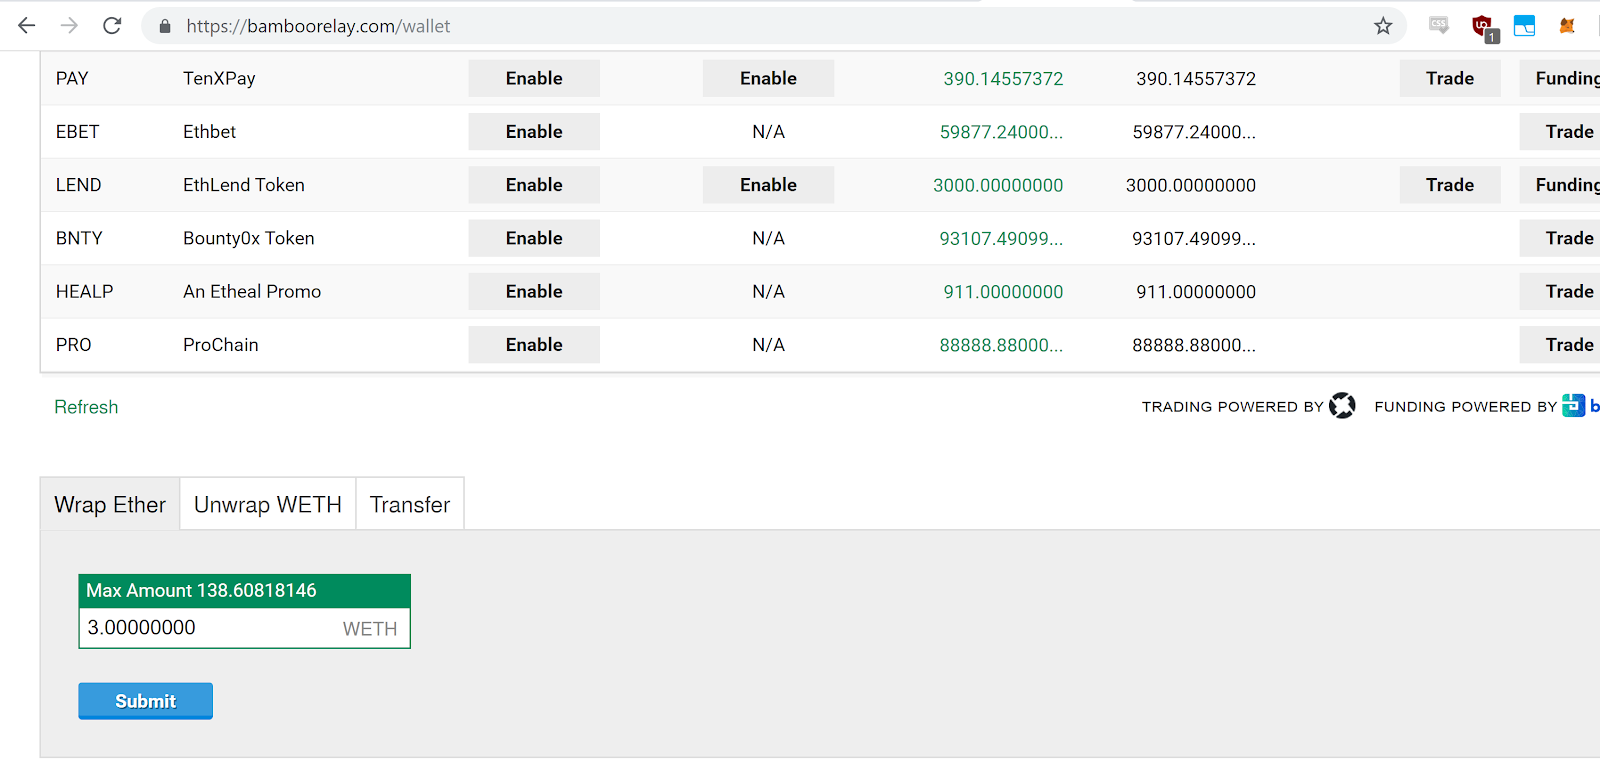 https://bamboorelay.com/wallet
1
PAY TenXPay Enable Enable 390.14557372 390.14557372 Trade Funding
EBET Ethbet Enable N/A 59877.24000... 59877.24000... Trade
LEND EthLend Token Enable Enable 3000.00000000 3000.00000000 Trade Funding
BNTY Bounty0x Token Enable N/A 93107.49099... 93107.49099... Trade
HEALP An Etheal Promo Enable N/A 911.00000000 911.00000000 Trade
PRO ProChain Enable N/A 88888.88000... 88888.88000... Trade
Refresh TRADING POWERED BY FUNDING POWERED BY b
Wrap Ether Unwrap WETH Transfer
Max Amount 138.60818146
3.00000000 WETH
Submit